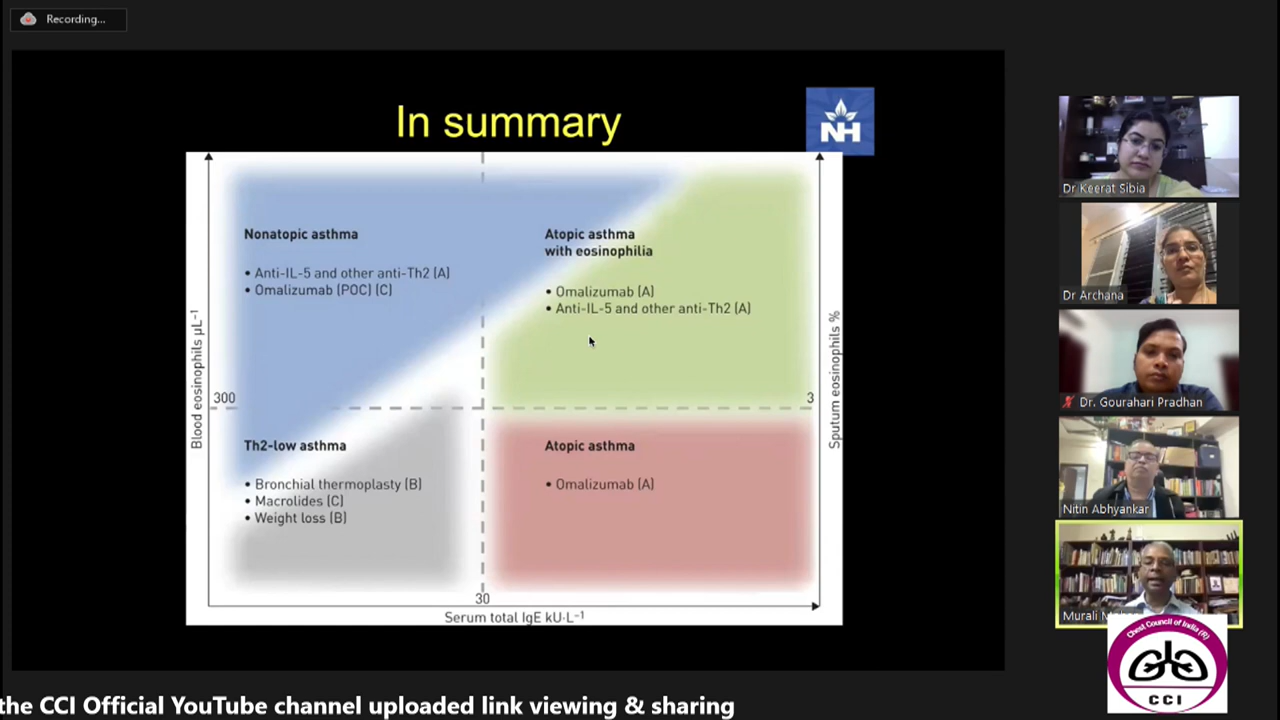 Recording...
In summary
NH
Nonatopic asthma
• Anti-IL-5 and other anti-Th2 (A)
• Omalizumab (POC) (C)
Atopic asthma
with eosinophilia
• Omalizumab (A)
• Anti-IL-5 and other anti-Th2 (A)
Blood eosinophils µL⁻¹
300
3
Sputum eosinophils %
Th2-low asthma
• Bronchial thermoplasty (B)
• Macrolides (C)
• Weight loss (B)
Atopic asthma
• Omalizumab (A)
30
Serum total IgE kU·L⁻¹
Dr Keerat Sibia
Dr Archana
Dr. Gourahari Pradhan
Nitin Abhyankar
Murali
Chest Council of India (R)
CCI
the CCI Official YouTube channel uploaded link viewing & sharing